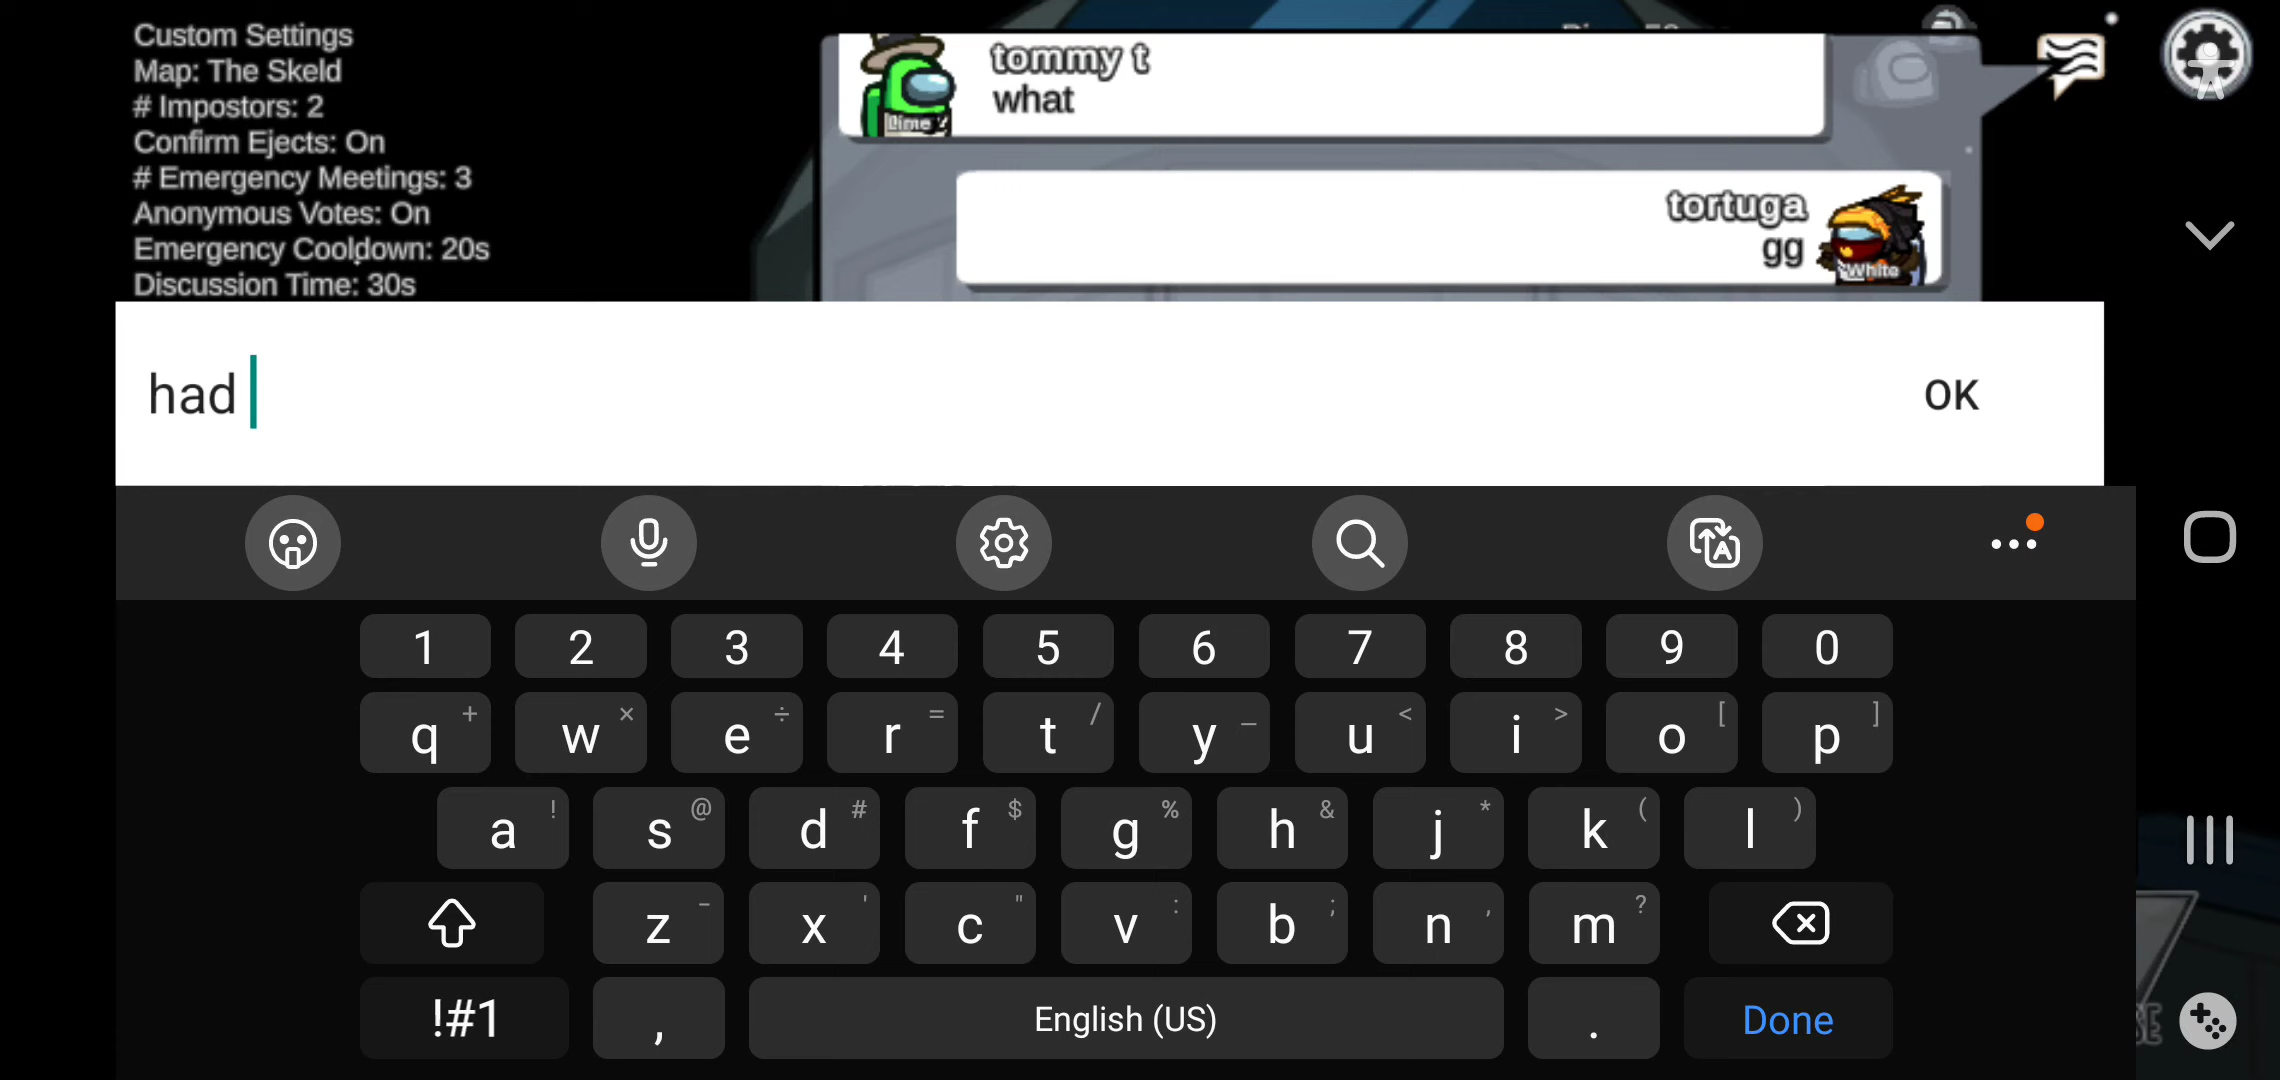 Custom Settings
Map: The Skeld
# Impostors: 2
Confirm Ejects: On
# Emergency Meetings: 3
Anonymous Votes: On
Emergency Cooldown: 20s
Discussion Time: 30s
tommy t
what
Lime
tortuga
gg
White
had
OK
1 2 3 4 5 6 7 8 9 0
q + w × e ÷ r = t / y _ u < i > o [ p ]
a ! s @ d # f $ g % h & j * k ( l )
z - x ' c " v : b ; n , m ?
!#1 , English (US) . Done